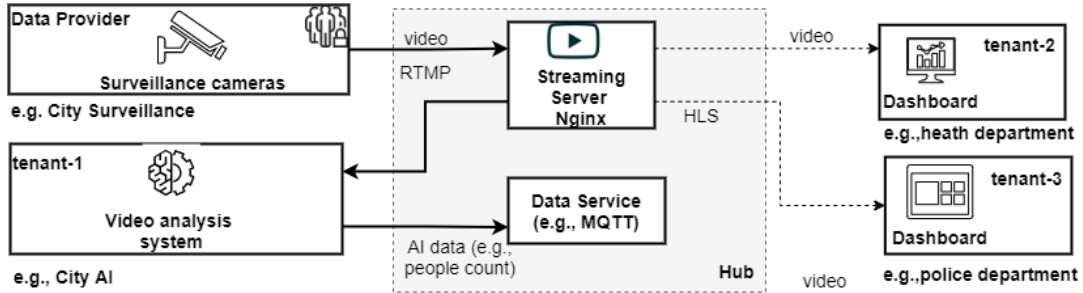 Data Provider
Surveillance cameras
e.g. City Surveillance
video
RTMP
Streaming
Server
Nginx
video
HLS
tenant-2
Dashboard
e.g.,heath department
tenant-1
Video analysis
system
e.g., City AI
Data Service
(e.g., MQTT)
AI data (e.g.,
people count)
Hub
tenant-3
Dashboard
e.g.,police department
video